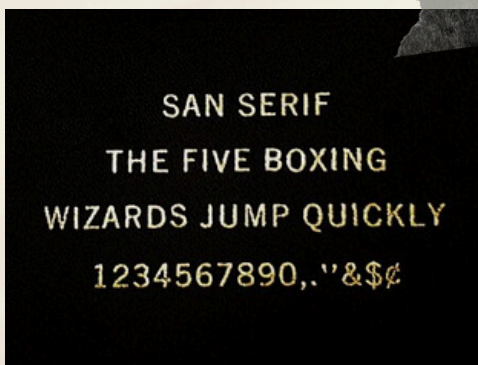 SAN SERIF
THE FIVE BOXING
WIZARDS JUMP QUICKLY
1234567890,.''&$¢